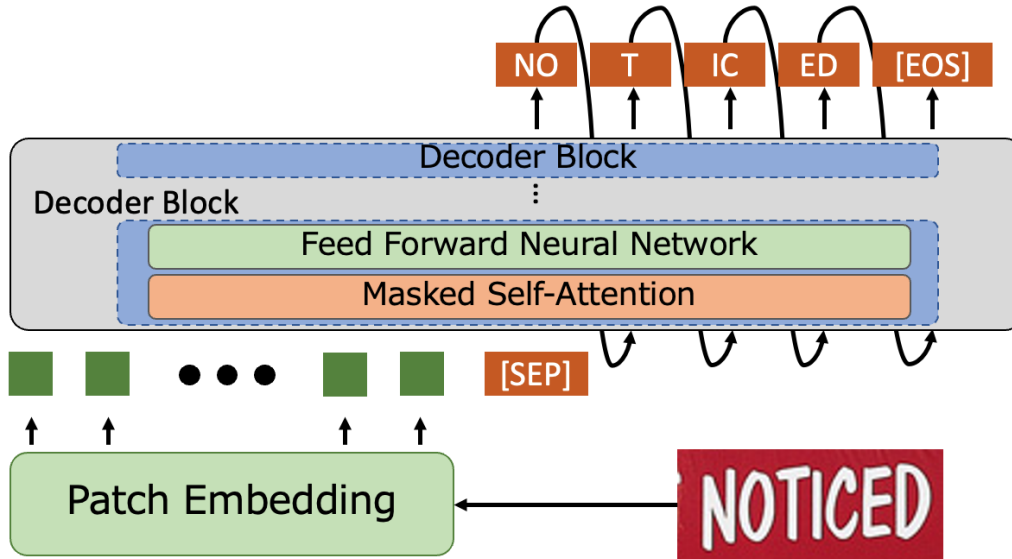 NO T IC ED [EOS]
Decoder Block
Decoder Block
Feed Forward Neural Network
Masked Self-Attention
[SEP]
Patch Embedding
NOTICED